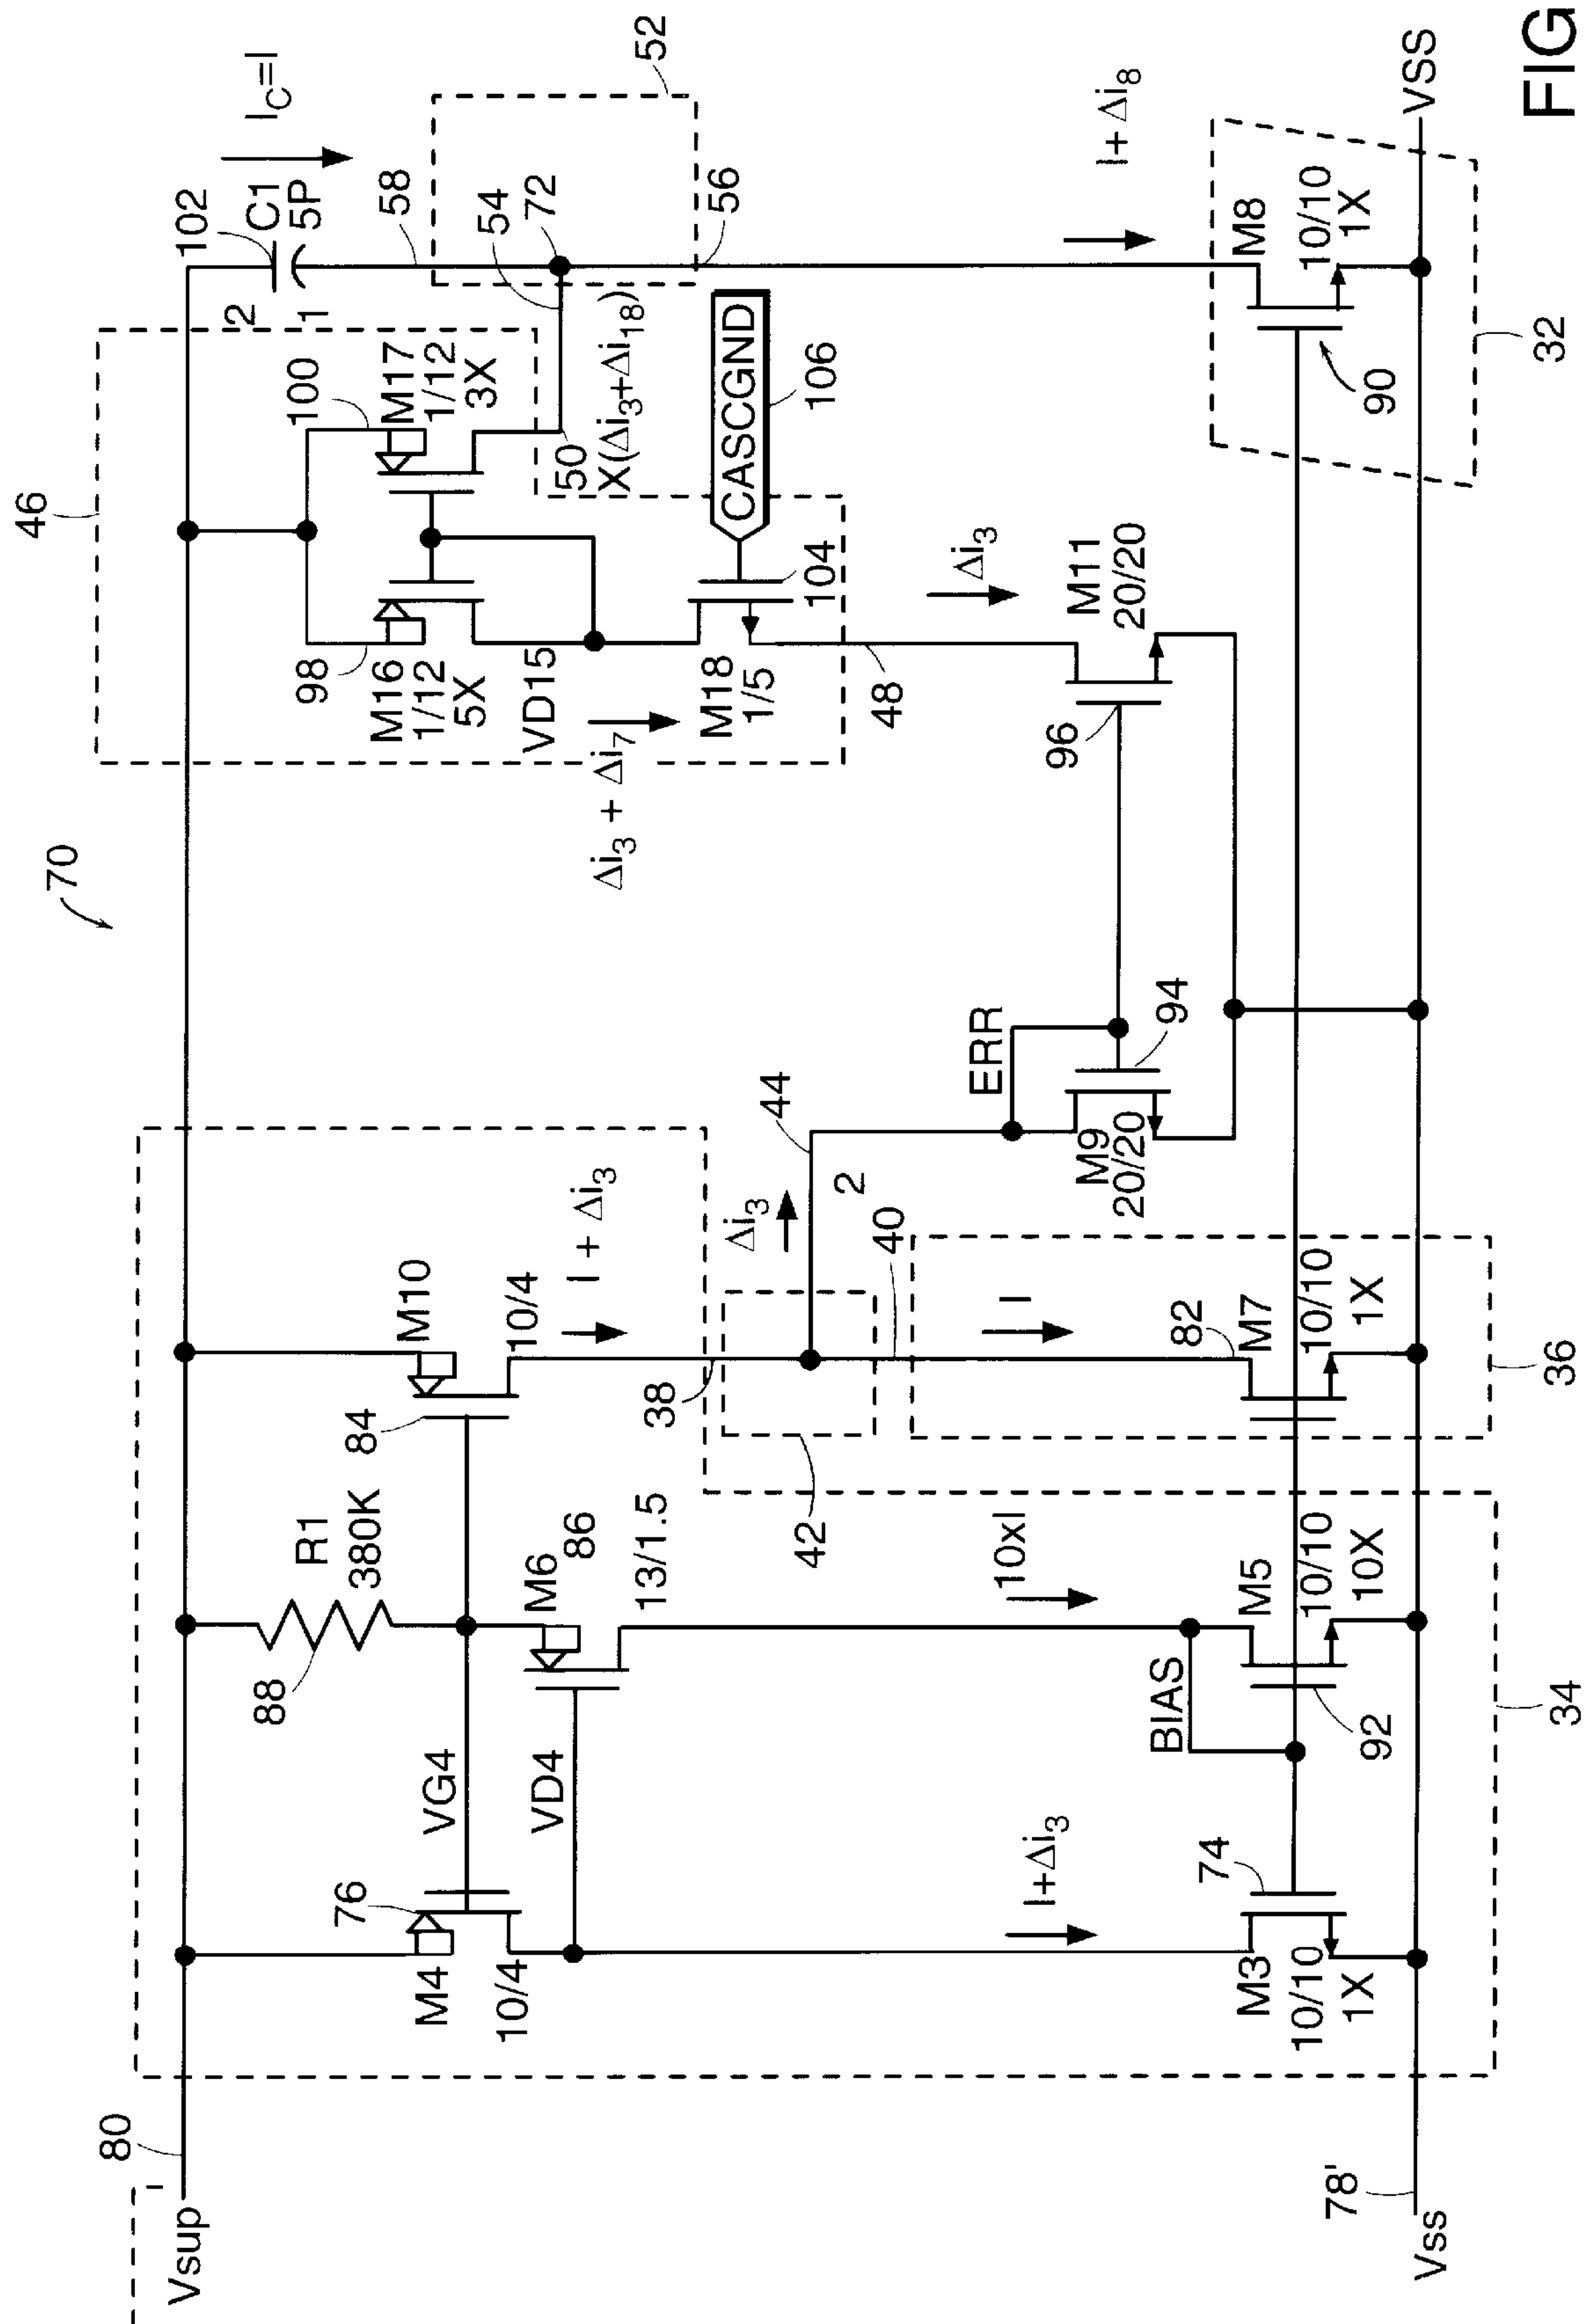 70
Vsup
80
46
100
98
M16
1/12
5X
M17
1/12
3X
102
C1
5P
2
1
I_C=I
58
52
54
72
56
50
X(Δi3+Δi18)
VD15
Δi3 + Δi7
M18
1/5
104
CASCGND
106
48
Δi3
I+ Δi8
R1
380K
88
M4
10/4
76
VG4
VD4
M6
86
13/1.5
84
M10
10/4
I + Δi3
38
42
40
Δi3
44
2
ERR
M9
20/20
94
96
M11
20/20
I+Δi3
10xI
I
BIAS
M3
10/10
1X
74
M5
10/10
10X
92
82
M7
10/10
1X
M8
10/10
1X
90
34
36
32
78'
Vss
VSS
FIG